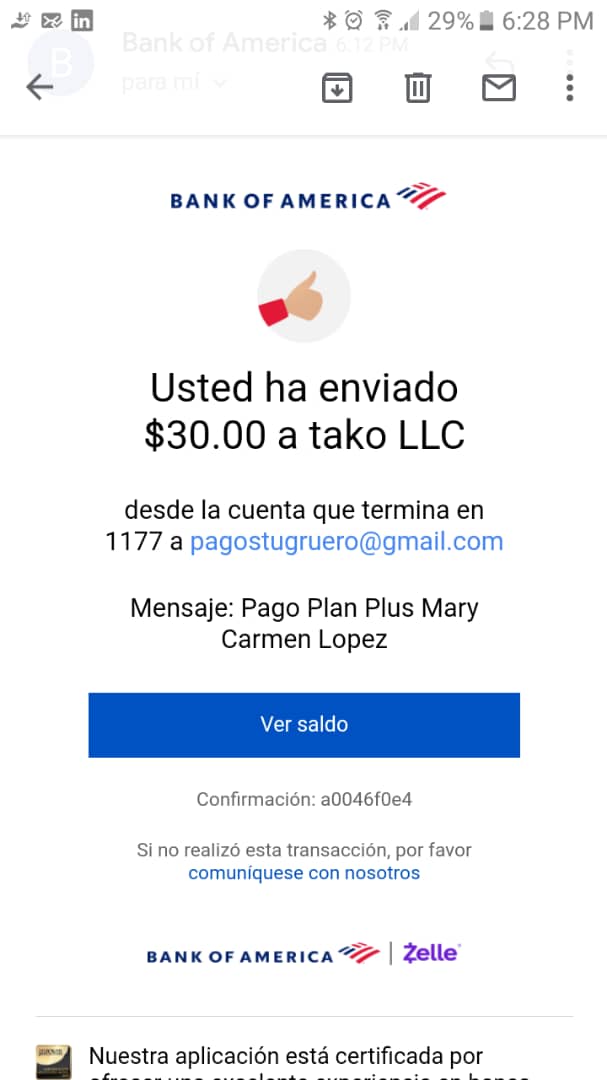 29% 6:28 PM
B
Bank of America 6:12 PM
para mí
BANK OF AMERICA
Usted ha enviado
$30.00 a tako LLC
desde la cuenta que termina en
1177 a pagostugruero@gmail.com
Mensaje: Pago Plan Plus Mary
Carmen Lopez
Ver saldo
Confirmación: a0046f0e4
Si no realizó esta transacción, por favor
comuníquese con nosotros
BANK OF AMERICA | Zelle
Nuestra aplicación está certificada por